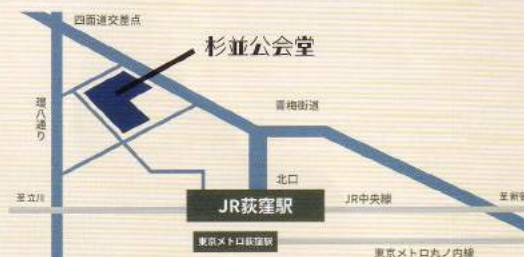 四面道交差点
杉並公会堂
環八通り
青梅街道
北口
至立川
JR荻窪駅
JR中央線
東京メトロ荻窪駅
東京メトロ丸ノ内線